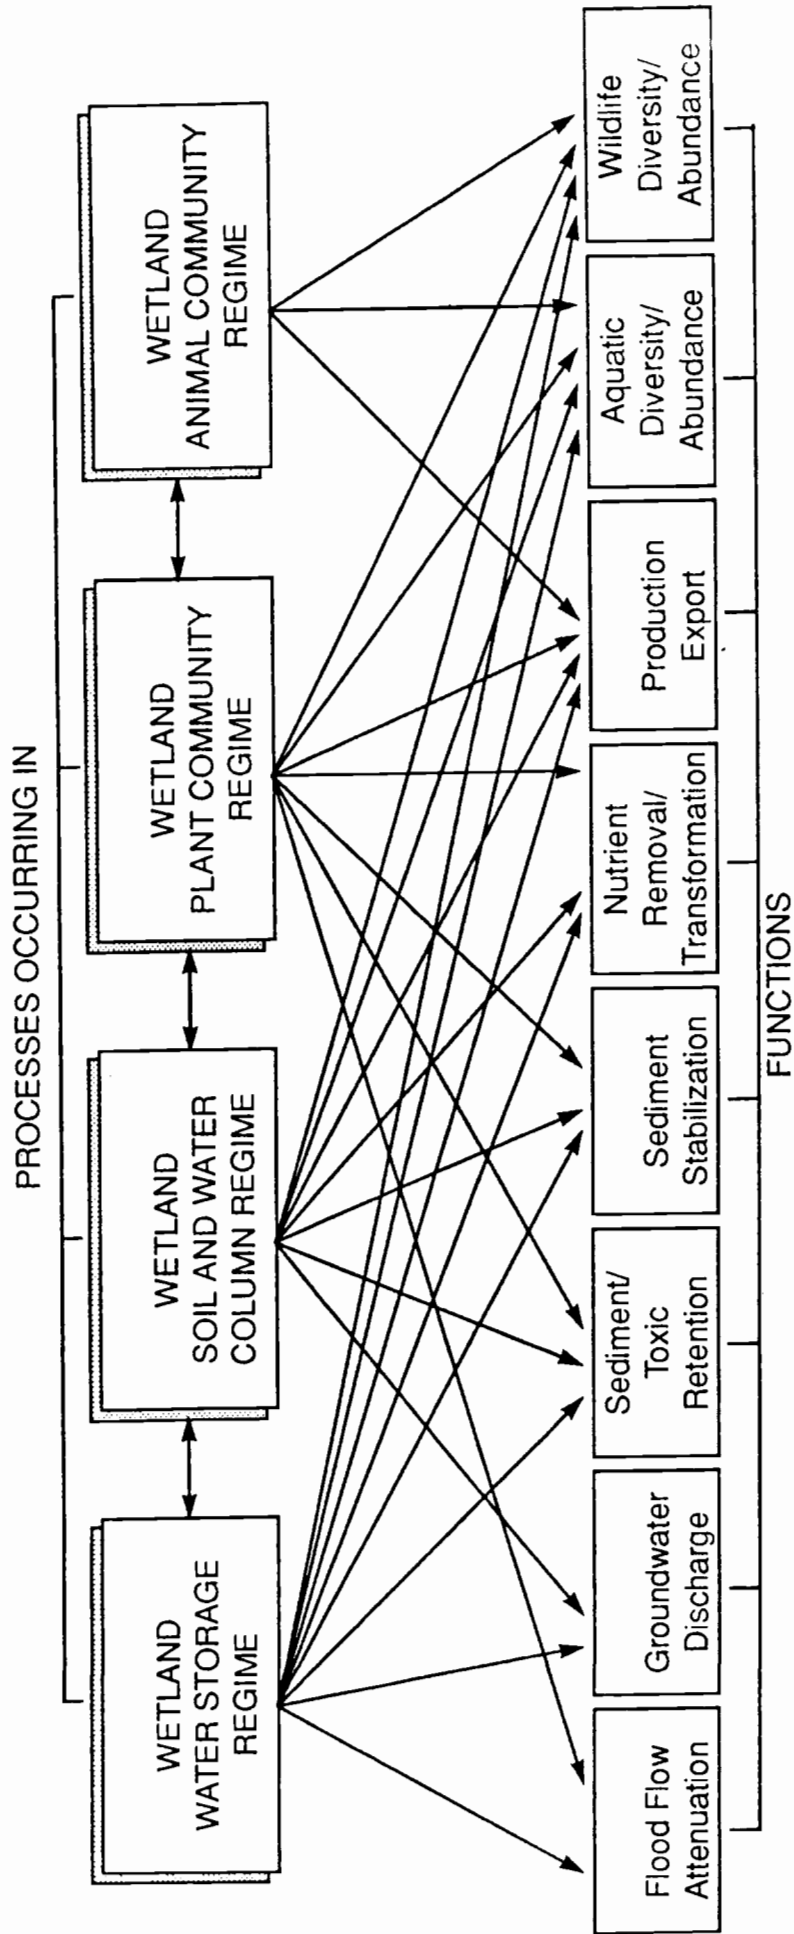 PROCESSES OCCURRING IN
WETLAND
WATER STORAGE
REGIME
WETLAND
SOIL AND WATER
COLUMN REGIME
WETLAND
PLANT COMMUNITY
REGIME
WETLAND
ANIMAL COMMUNITY
REGIME
Flood Flow
Attenuation
Groundwater
Discharge
Sediment/
Toxic
Retention
Sediment
Stabilization
Nutrient
Removal/
Transformation
Production
Export
Aquatic
Diversity/
Abundance
Wildlife
Diversity/
Abundance
FUNCTIONS